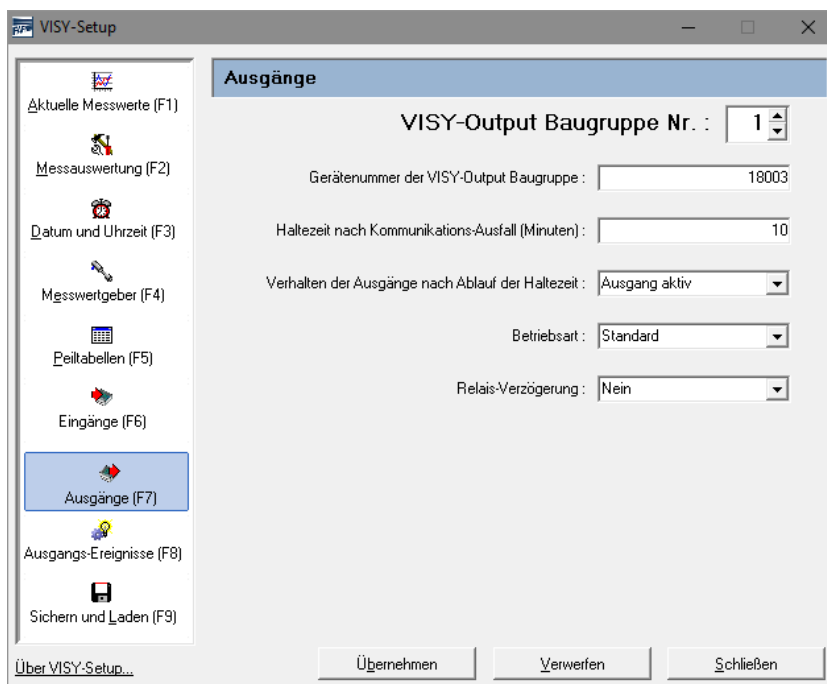 VISY-Setup
Aktuelle Messwerte (F1)
Messauswertung (F2)
Datum und Uhrzeit (F3)
Messwertgeber (F4)
Peiltabellen (F5)
Eingänge (F6)
Ausgänge (F7)
Ausgangs-Ereignisse (F8)
Sichern und Laden (F9)
Über VISY-Setup...
Ausgänge
VISY-Output Baugruppe Nr. : 1
Gerätenummer der VISY-Output Baugruppe : 18003
Haltezeit nach Kommunikations-Ausfall (Minuten) : 10
Verhalten der Ausgänge nach Ablauf der Haltezeit : Ausgang aktiv
Betriebsart : Standard
Relais-Verzögerung : Nein
Übernehmen
Verwerfen
Schließen